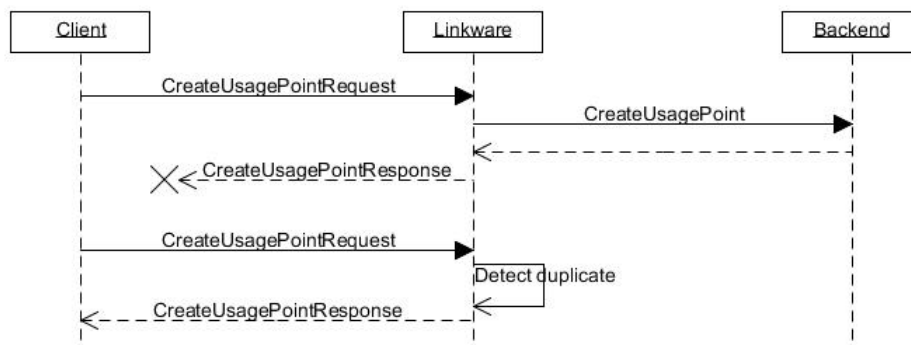 Client
Linkware
Backend
CreateUsagePointRequest
CreateUsagePoint
CreateUsagePointResponse
CreateUsagePointRequest
Detect duplicate
CreateUsagePointResponse